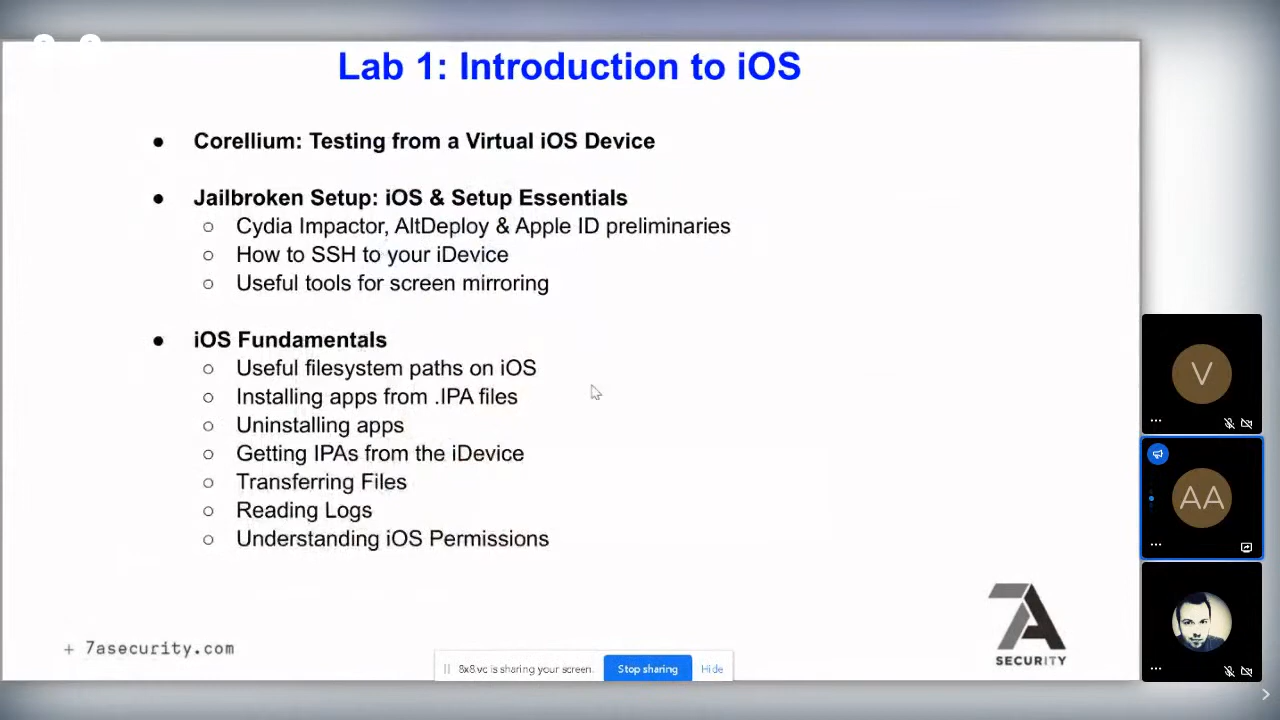 Lab 1: Introduction to iOS
● Corellium: Testing from a Virtual iOS Device
● Jailbroken Setup: iOS & Setup Essentials
○ Cydia Impactor, AltDeploy & Apple ID preliminaries
○ How to SSH to your iDevice
○ Useful tools for screen mirroring
● iOS Fundamentals
○ Useful filesystem paths on iOS
○ Installing apps from .IPA files
○ Uninstalling apps
○ Getting IPAs from the iDevice
○ Transferring Files
○ Reading Logs
○ Understanding iOS Permissions
+ 7asecurity.com
7A
SECURITY
8x8.vc is sharing your screen.
Stop sharing
Hide
V
AA